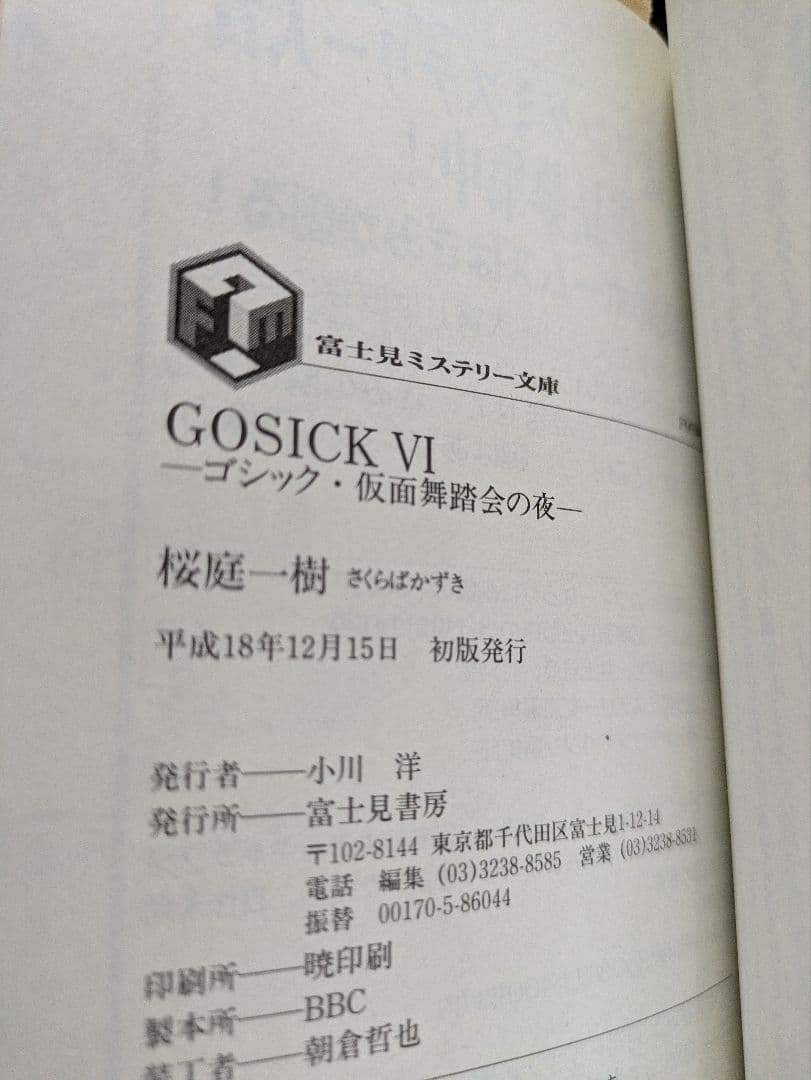 富士見ミステリー文庫
GOSICK VI
―ゴシック・仮面舞踏会の夜―
桜庭一樹 さくらばかずき
平成18年12月15日 初版発行
発行者――小川 洋
発行所――富士見書房
〒102-8144 東京都千代田区富士見1-12-14
電話 編集 (03)3238-8585 営業 (03)3238-8531
振替 00170-5-86044
印刷所――暁印刷
製本所――BBC
装丁者――朝倉哲也